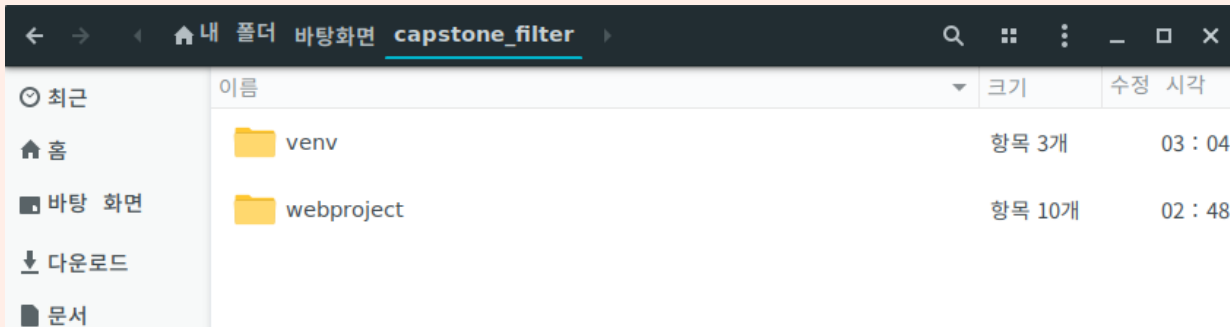 내 폴더 바탕화면 capstone_filter
이름 크기 수정 시각
최근
홈
바탕 화면
다운로드
문서
venv 항목 3개 03 : 04
webproject 항목 10개 02 : 48